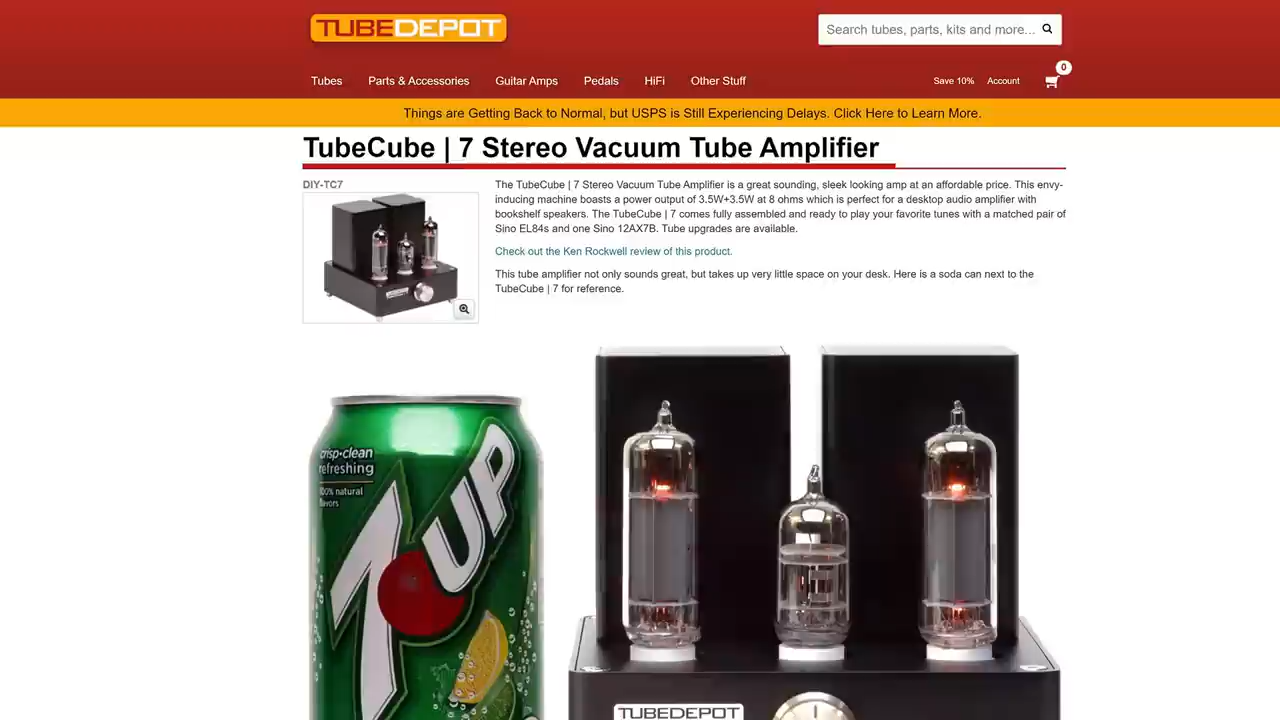 TUBEDEPOT
Search tubes, parts, kits and more...
Tubes Parts & Accessories Guitar Amps Pedals HiFi Other Stuff Save 10% Account 0
Things are Getting Back to Normal, but USPS is Still Experiencing Delays. Click Here to Learn More.
TubeCube | 7 Stereo Vacuum Tube Amplifier
DIY-TC7
The TubeCube | 7 Stereo Vacuum Tube Amplifier is a great sounding, sleek looking amp at an affordable price. This envy-
inducing machine boasts a power output of 3.5W+3.5W at 8 ohms which is perfect for a desktop audio amplifier with
bookshelf speakers. The TubeCube | 7 comes fully assembled and ready to play your favorite tunes with a matched pair of
Sino EL84s and one Sino 12AX7B. Tube upgrades are available.
Check out the Ken Rockwell review of this product.
This tube amplifier not only sounds great, but takes up very little space on your desk. Here is a soda can next to the
TubeCube | 7 for reference.
crisp·clean
refreshing
100% natural
flavors
7UP
TUBEDEPOT